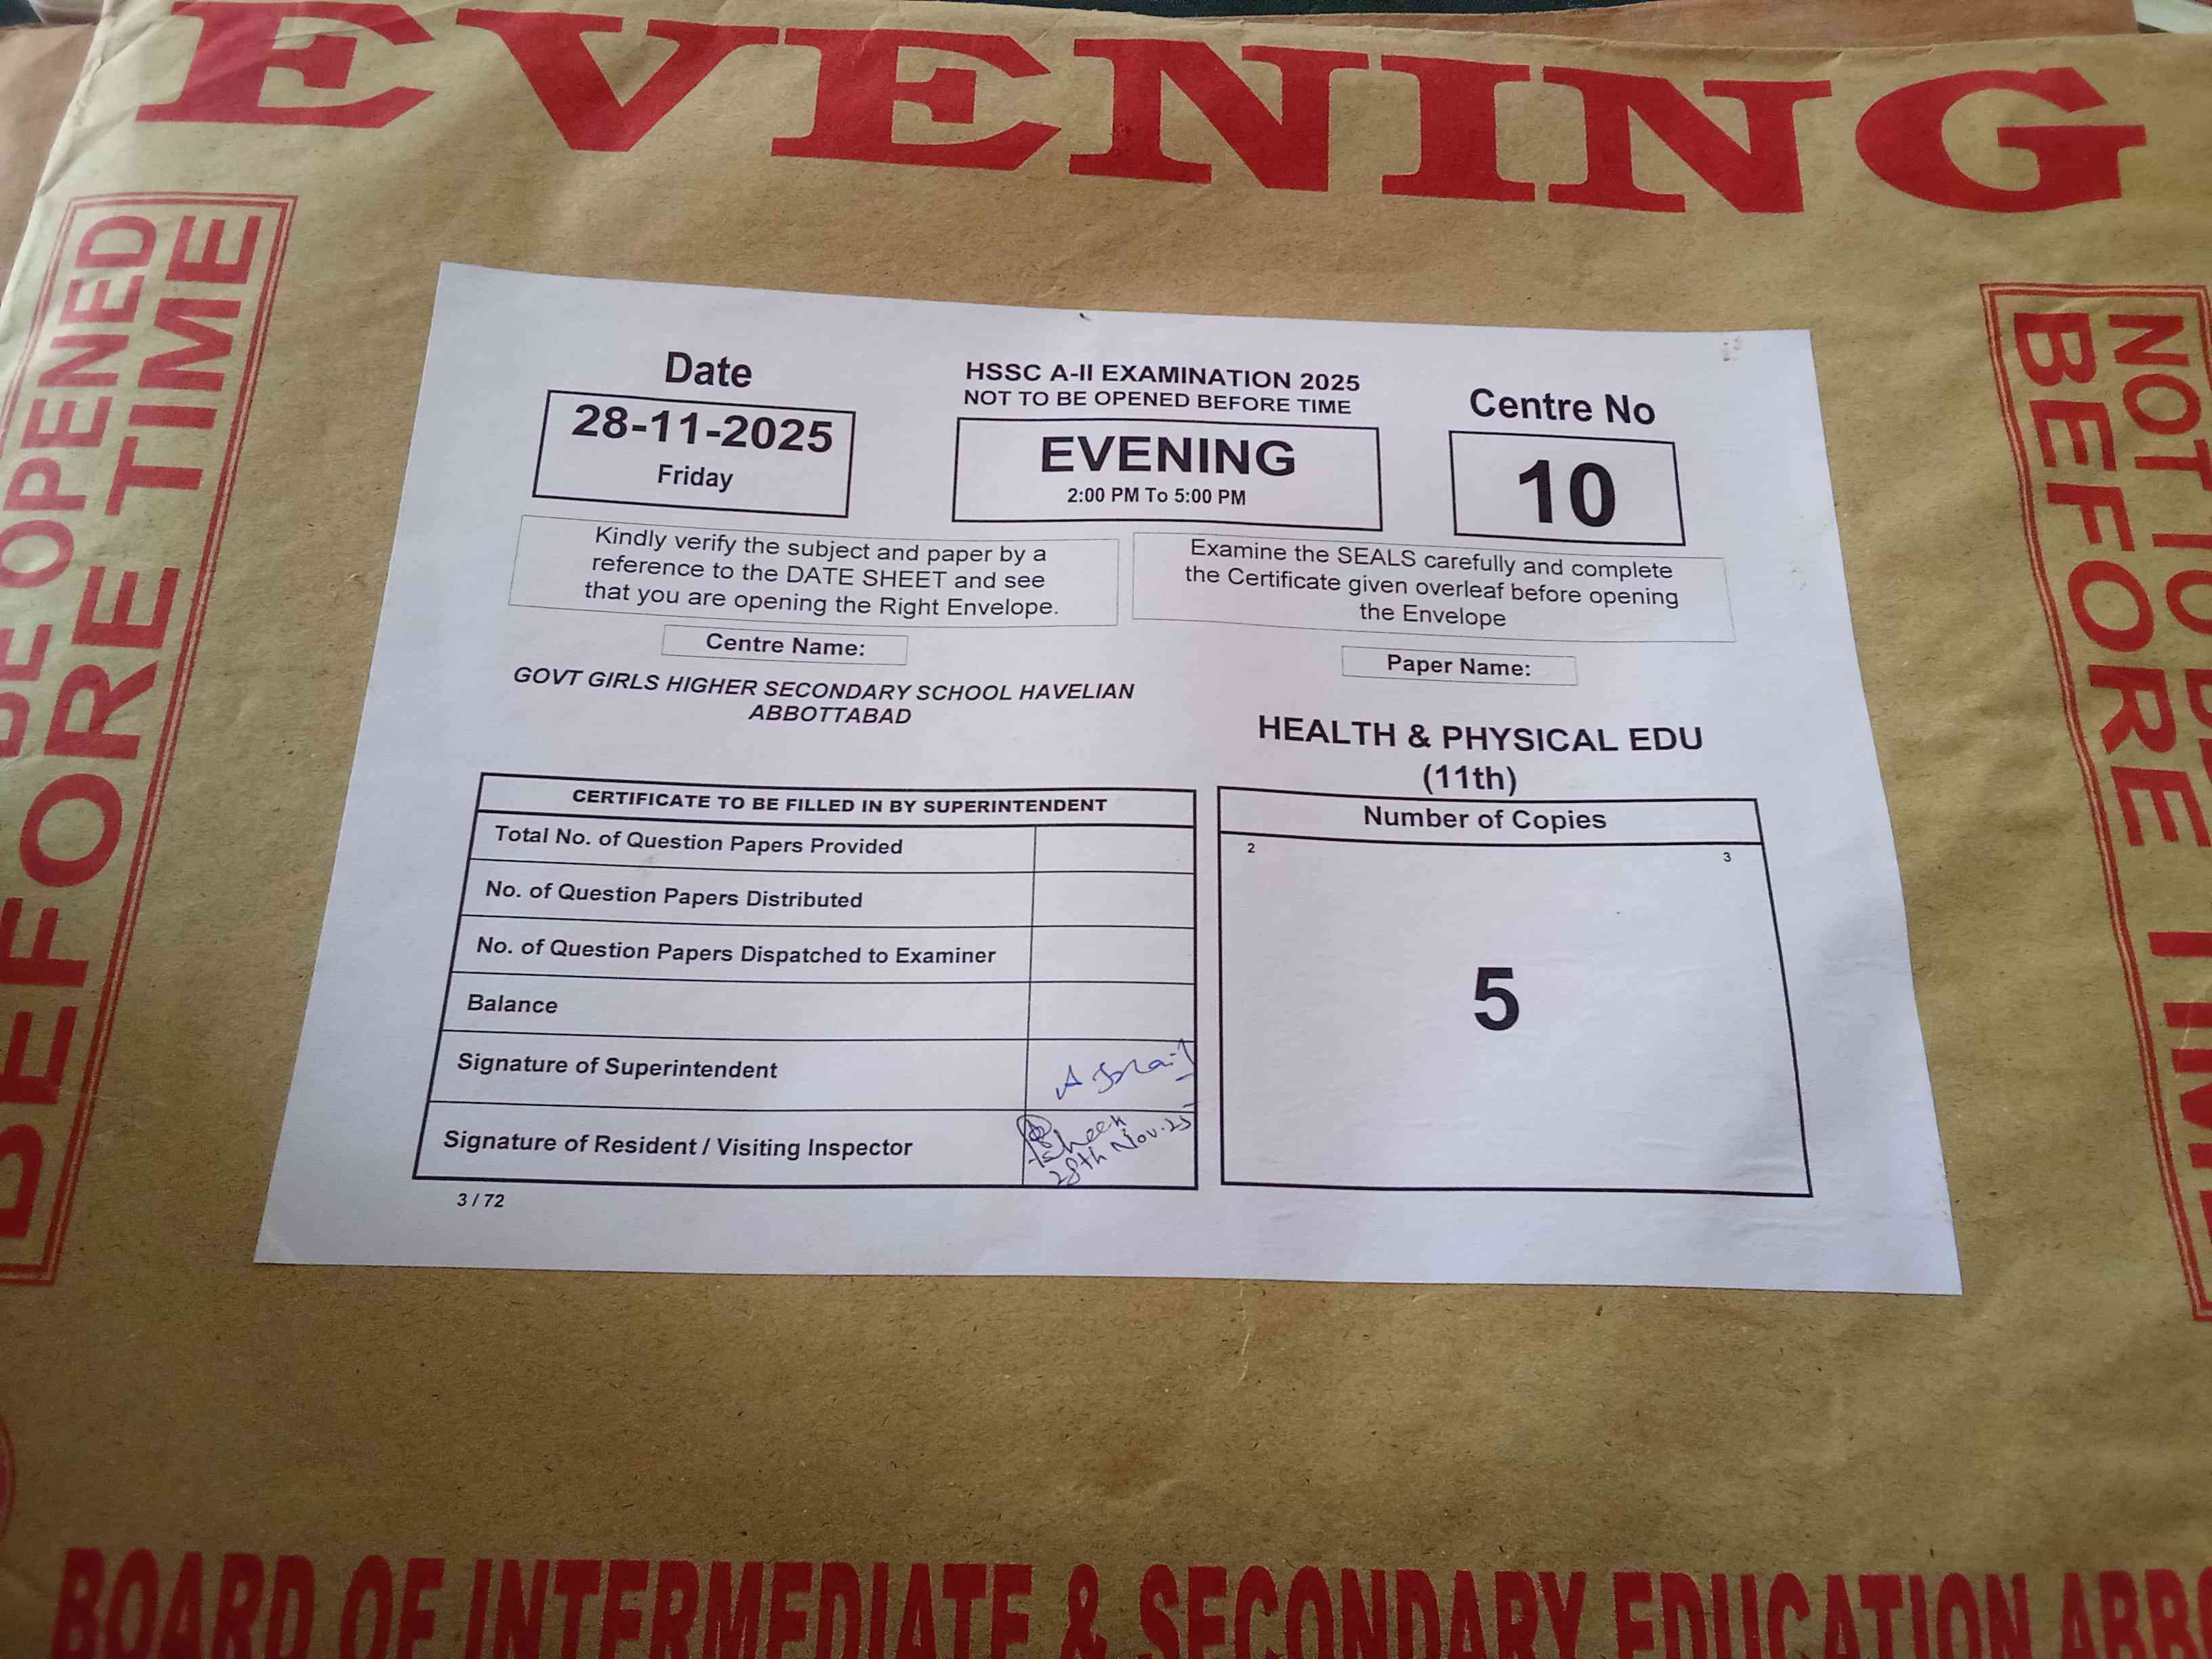 EVENING
BE OPENED
BEFORE TIME
NOT TO BE
BEFORE TIME
Date
28-11-2025
Friday
HSSC A-II EXAMINATION 2025
NOT TO BE OPENED BEFORE TIME
EVENING
2:00 PM To 5:00 PM
Centre No
10
Kindly verify the subject and paper by a
reference to the DATE SHEET and see
that you are opening the Right Envelope.
Examine the SEALS carefully and complete
the Certificate given overleaf before opening
the Envelope
Centre Name:
GOVT GIRLS HIGHER SECONDARY SCHOOL HAVELIAN
ABBOTTABAD
Paper Name:
HEALTH & PHYSICAL EDU
(11th)
CERTIFICATE TO BE FILLED IN BY SUPERINTENDENT
Total No. of Question Papers Provided
No. of Question Papers Distributed
No. of Question Papers Dispatched to Examiner
Balance
Signature of Superintendent
Signature of Resident / Visiting Inspector
28th Nov.25
3 / 72
Number of Copies
2 3
5
BOARD OF INTERMEDIATE & SECONDARY EDUCATION ABB